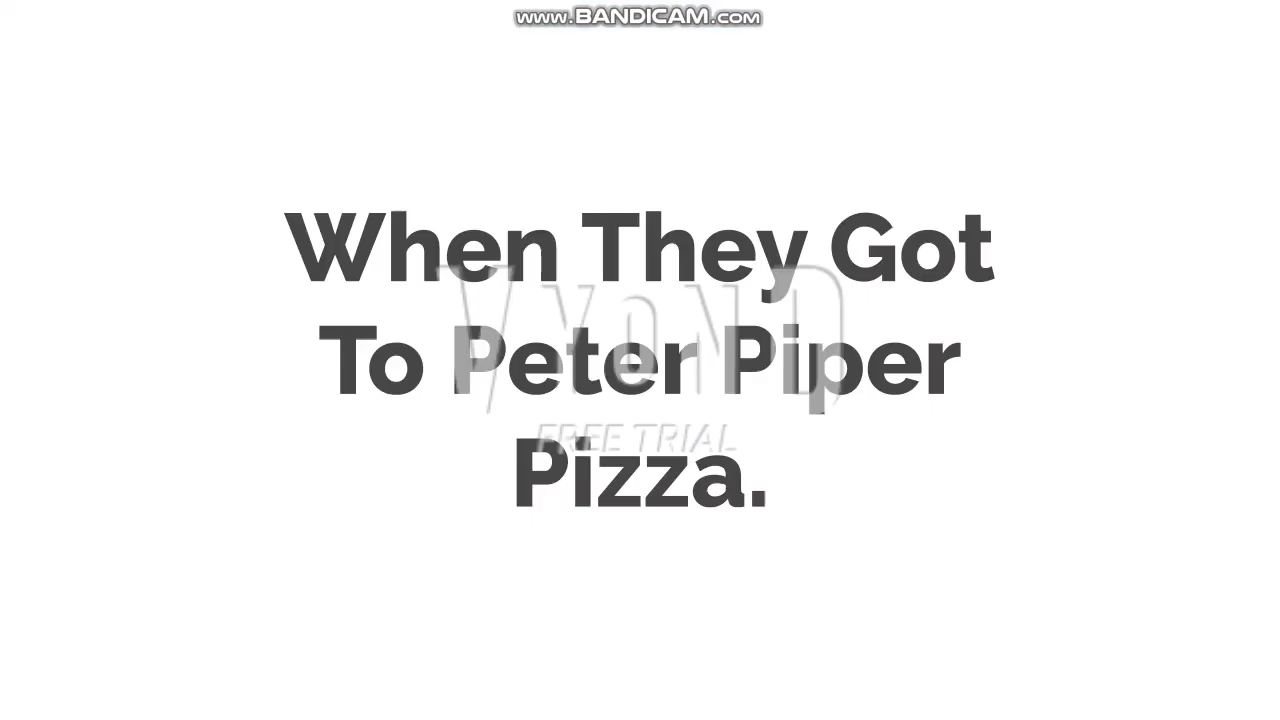 www.BANDICAM.com
When They Got
To Peter Piper
Pizza.
VYOND
FREE TRIAL